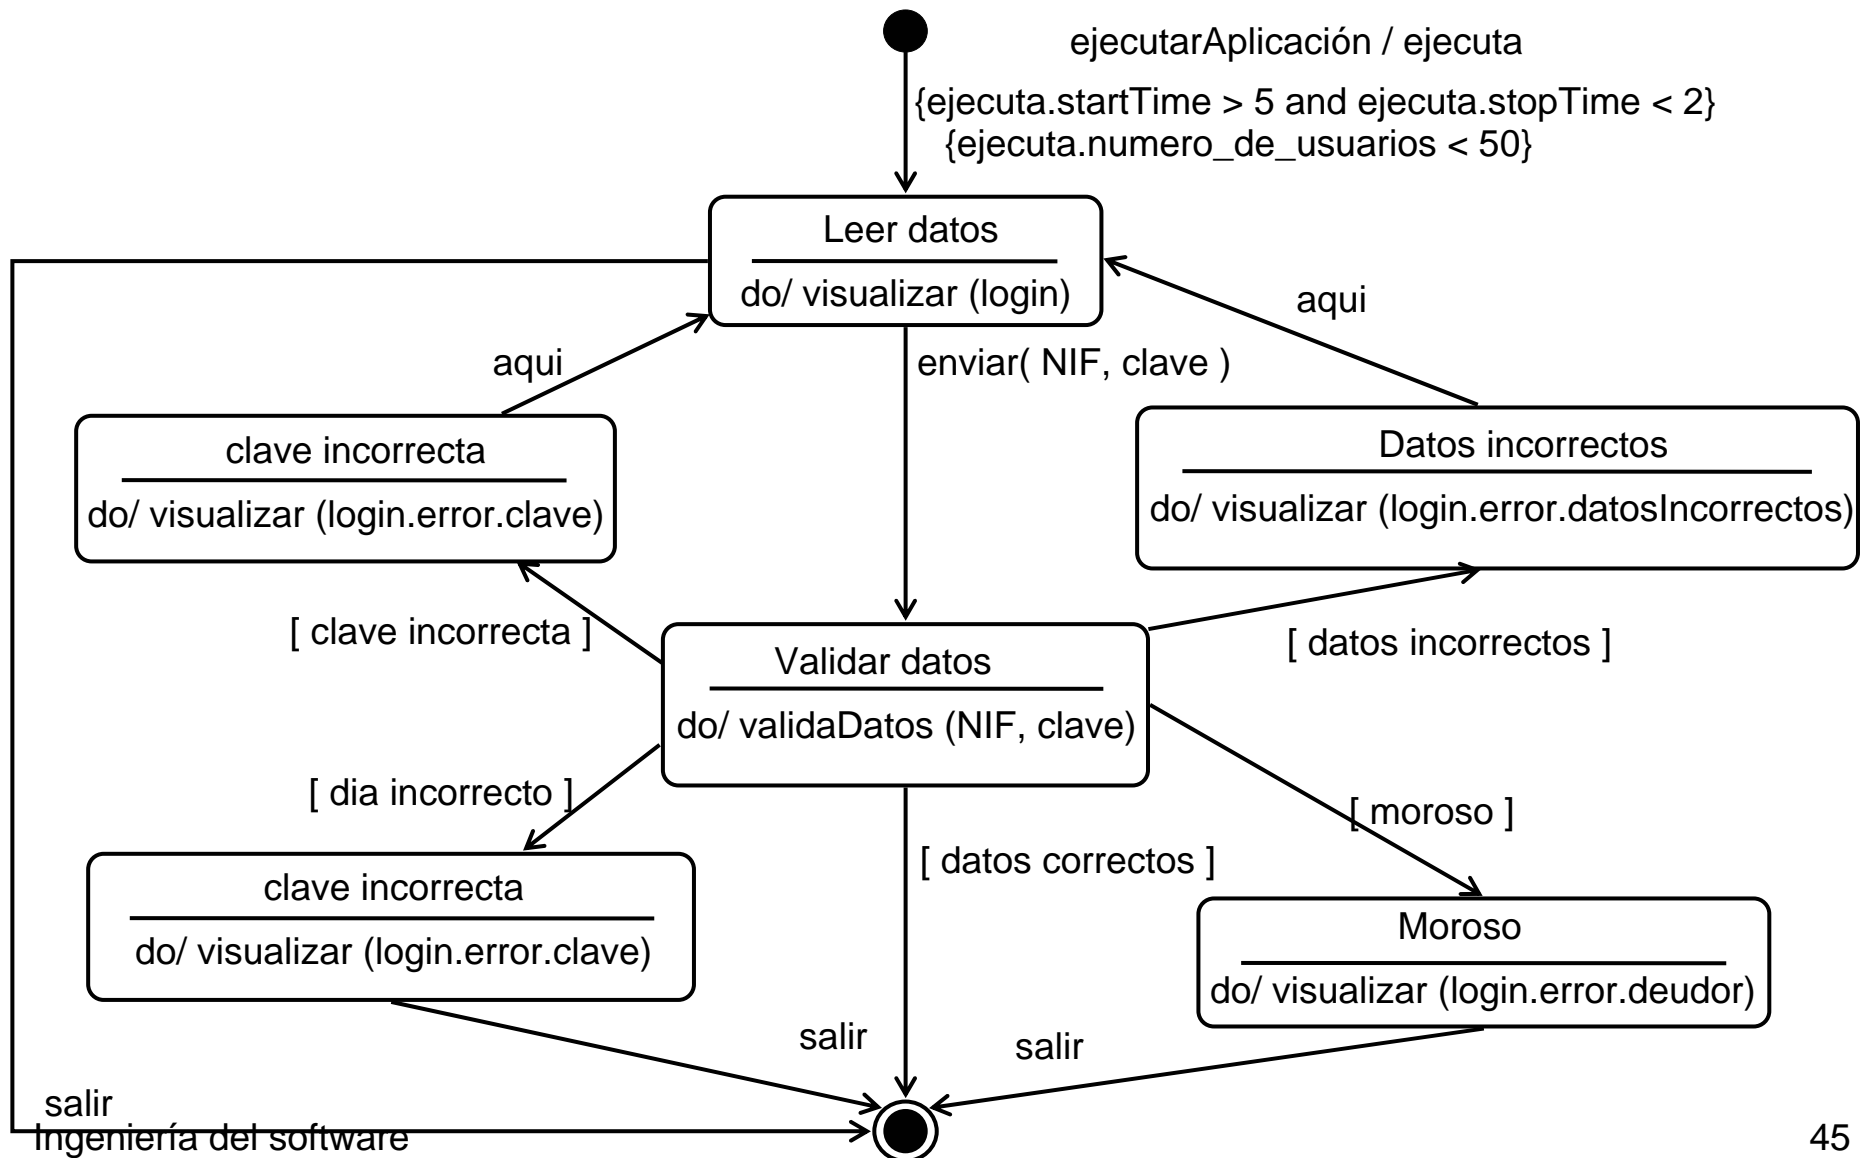 ejecutarAplicación / ejecuta
{ejecuta.startTime > 5 and ejecuta.stopTime < 2}
{ejecuta.numero_de_usuarios < 50}
Leer datos
do/ visualizar (login)
aqui
aqui
enviar( NIF, clave )
clave incorrecta
do/ visualizar (login.error.clave)
Datos incorrectos
do/ visualizar (login.error.datosIncorrectos)
[ clave incorrecta ]
[ datos incorrectos ]
Validar datos
do/ validaDatos (NIF, clave)
[ dia incorrecto ]
[ moroso ]
[ datos correctos ]
clave incorrecta
do/ visualizar (login.error.clave)
Moroso
do/ visualizar (login.error.deudor)
salir
salir
salir
Ingeniería del software
45